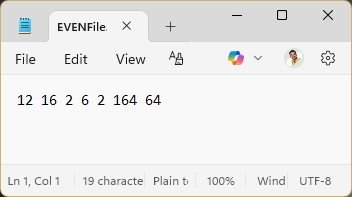 EVENFile.
File Edit View
12 16 2 6 2 164 64
Ln 1, Col 1 19 characte Plain t 100% Wind UTF-8